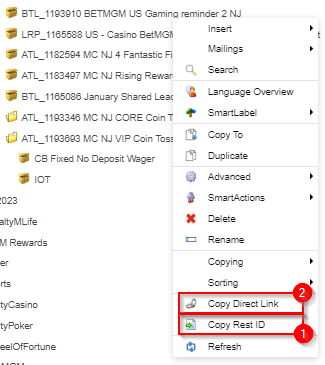 BTL_1193910 BETMGM US Gaming reminder 2 NJ
LRP_1165588 US - Casino BetMG
ATL_1182594 MC NJ 4 Fantastic Fi
ATL_1183497 MC NJ Rising Rewar
BTL_1165086 January Shared Lea
ATL_1193346 MC NJ CORE Coin T
ATL_1193693 MC NJ VIP Coin Toss
CB Fixed No Deposit Wager
IOT
2023
altyMLife
M Rewards
er
rts
tyCasino
tyPoker
eelOfFortune
Insert
Mailings
Search
Language Overview
SmartLabel
Copy To
Duplicate
Advanced
SmartActions
Delete
Rename
Copying
Sorting
Copy Direct Link
2
Copy Rest ID
1
Refresh